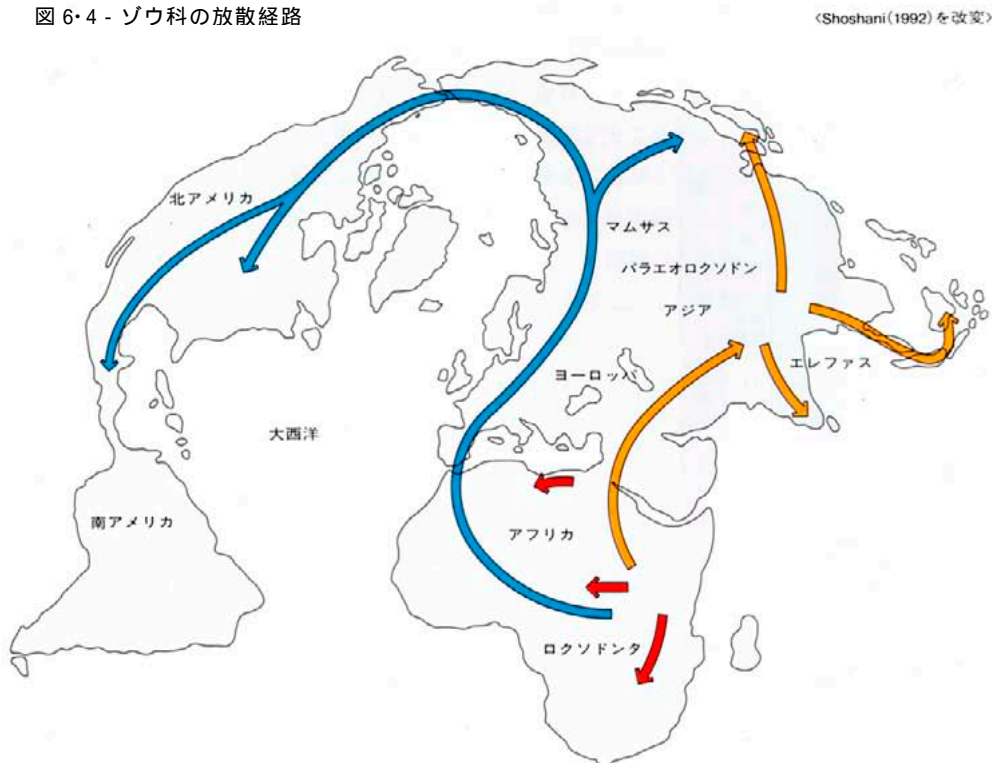 図 6・4 - ゾウ科の放散経路
<Shoshani(1992)を改変>
北アメリカ
マムサス
パラエオロクソドン
アジア
エレファス
ヨーロッパ
大西洋
南アメリカ
アフリカ
ロクソドンタ